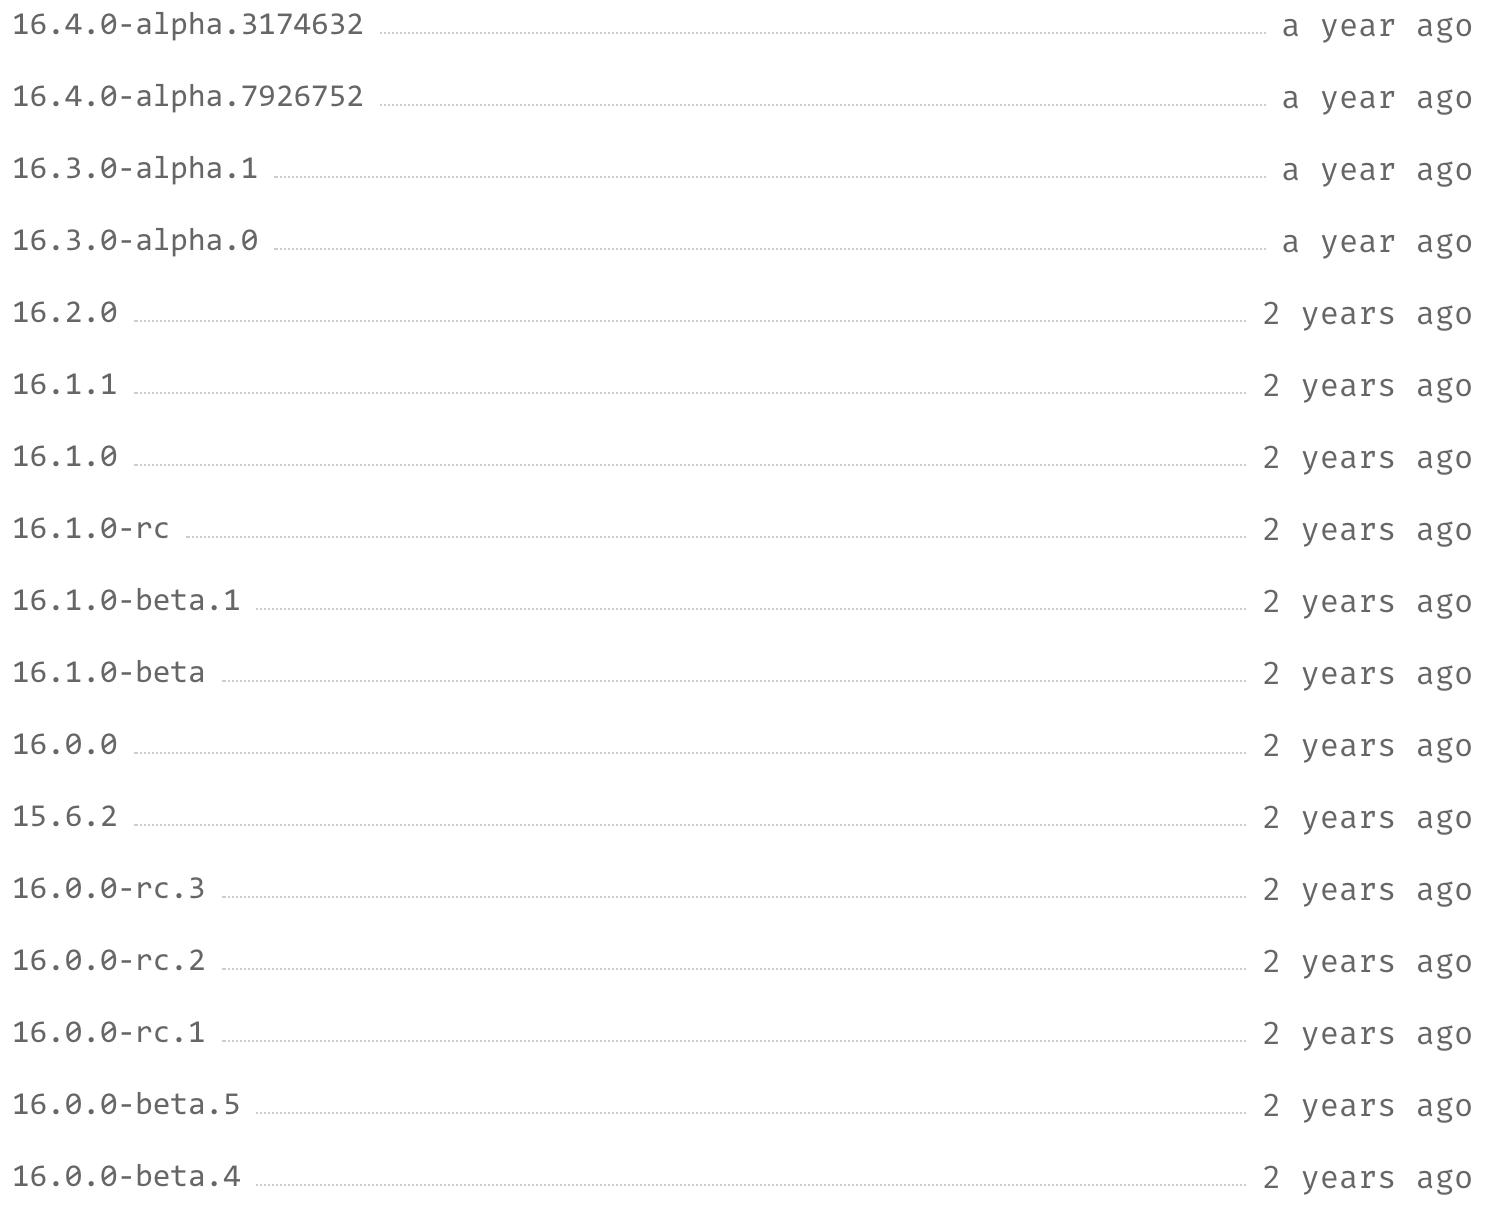 16.4.0-alpha.3174632 a year ago
16.4.0-alpha.7926752 a year ago
16.3.0-alpha.1 a year ago
16.3.0-alpha.0 a year ago
16.2.0 2 years ago
16.1.1 2 years ago
16.1.0 2 years ago
16.1.0-rc 2 years ago
16.1.0-beta.1 2 years ago
16.1.0-beta 2 years ago
16.0.0 2 years ago
15.6.2 2 years ago
16.0.0-rc.3 2 years ago
16.0.0-rc.2 2 years ago
16.0.0-rc.1 2 years ago
16.0.0-beta.5 2 years ago
16.0.0-beta.4 2 years ago